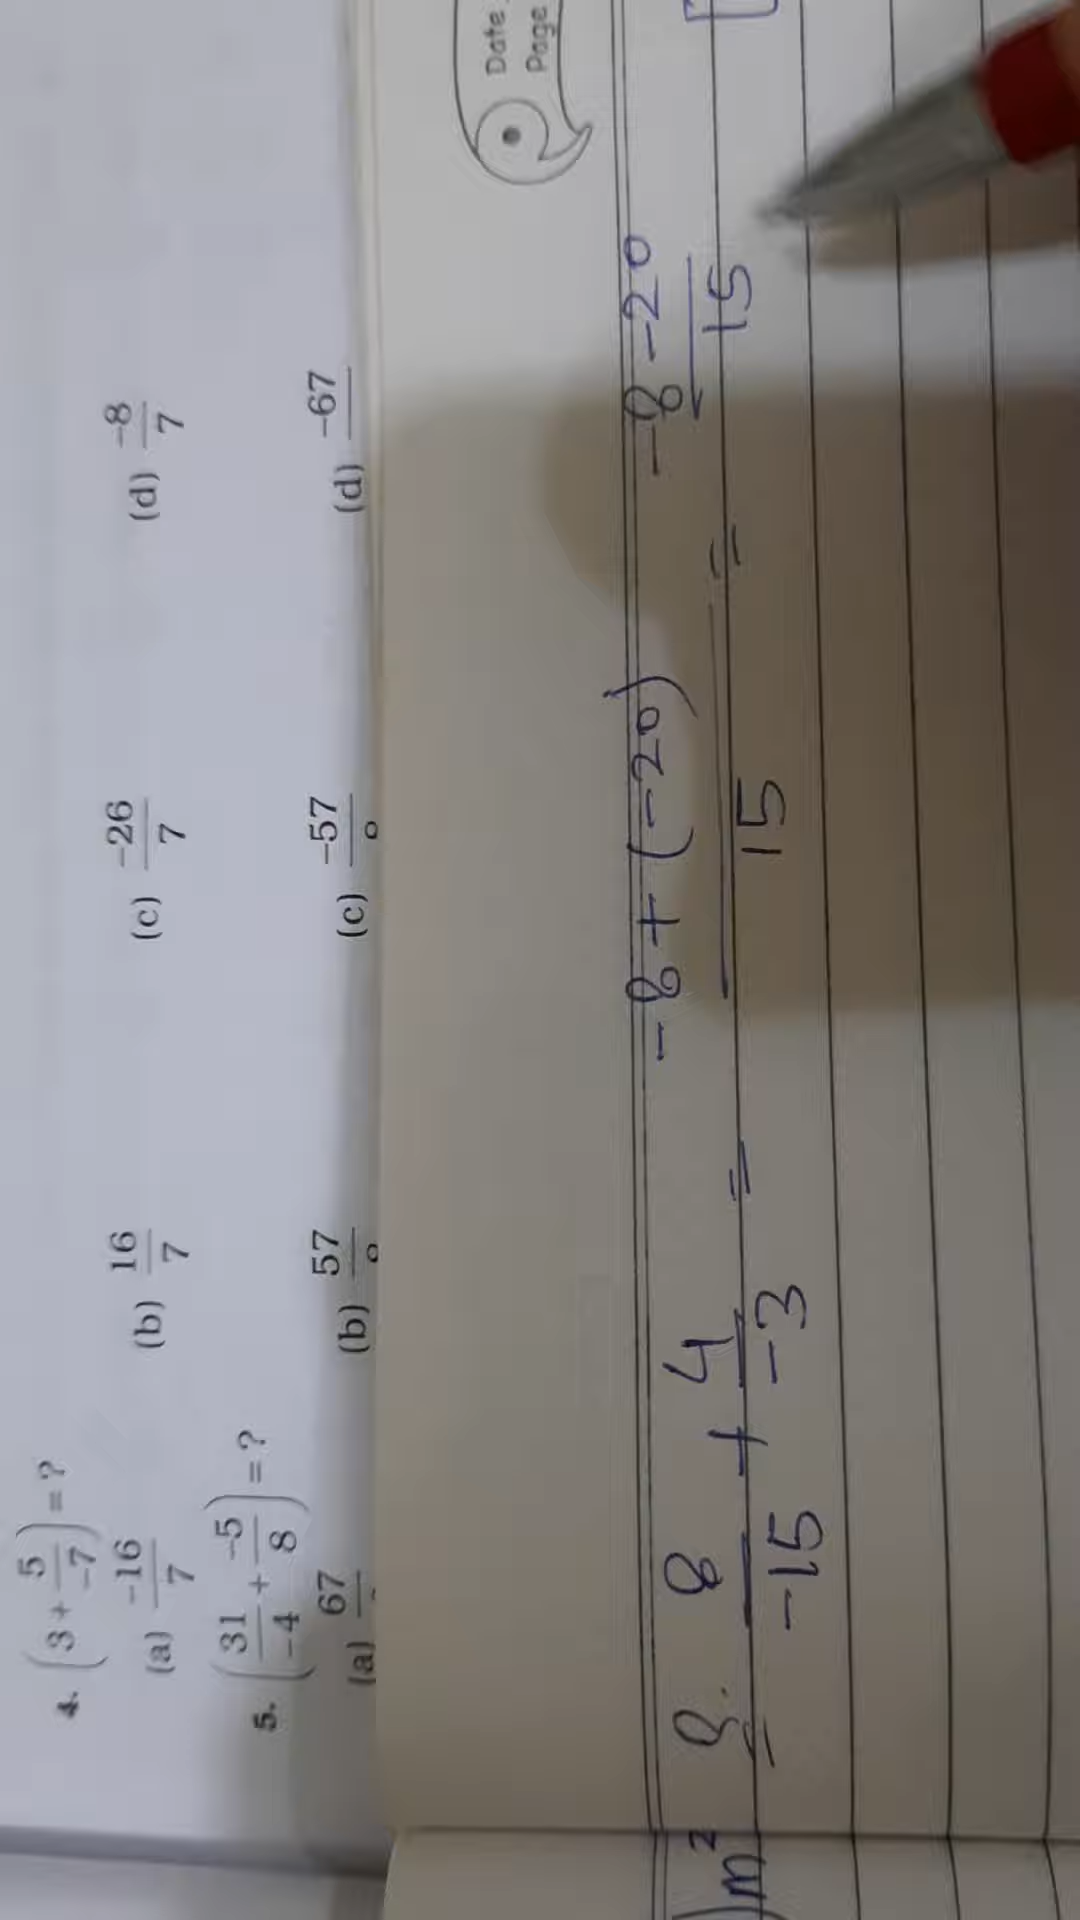 4. (3 + 5/-7) = ?
(a) -16/7 (b) 16/7 (c) -26/7 (d) -8/7
5. (31/-4 + -5/8) = ?
(a) 67 (b) 57 (c) -57 (d) -67
Date
Page
m² Q. = 8/-15 + 4/-3 = -8+(-20)/15 = -8-20/15